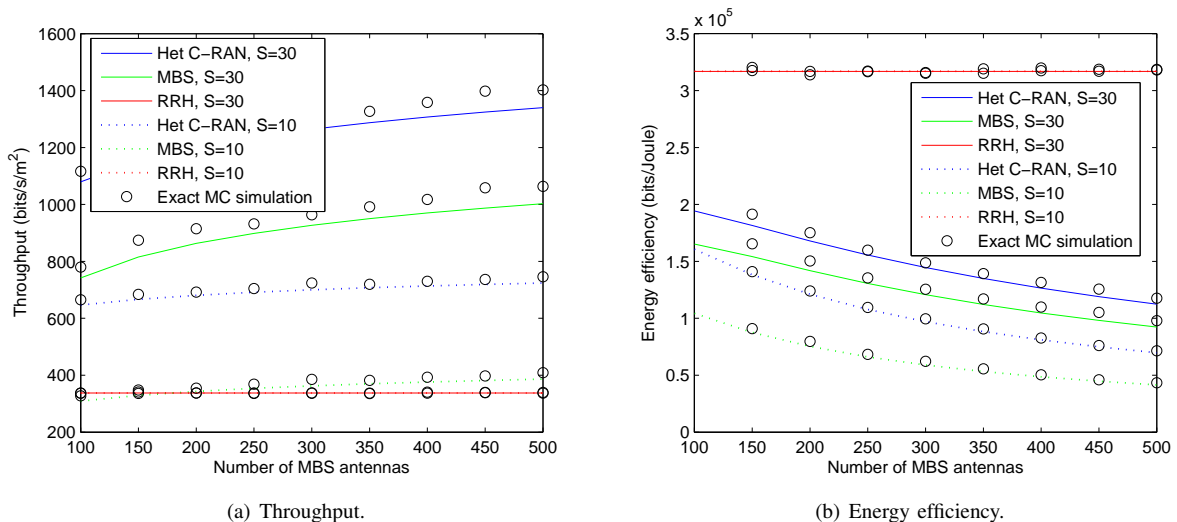 1600
1400
1200
1000
800
600
400
200
Throughput (bits/s/m²)
Het C−RAN, S=30
MBS, S=30
RRH, S=30
Het C−RAN, S=10
MBS, S=10
RRH, S=10
Exact MC simulation
100 150 200 250 300 350 400 450 500
Number of MBS antennas
(a) Throughput.
x 10⁵
3.5
3
2.5
2
1.5
1
0.5
0
Energy efficiency (bits/Joule)
Het C−RAN, S=30
MBS, S=30
RRH, S=30
Het C−RAN, S=10
MBS, S=10
RRH, S=10
Exact MC simulation
100 150 200 250 300 350 400 450 500
Number of MBS antennas
(b) Energy efficiency.